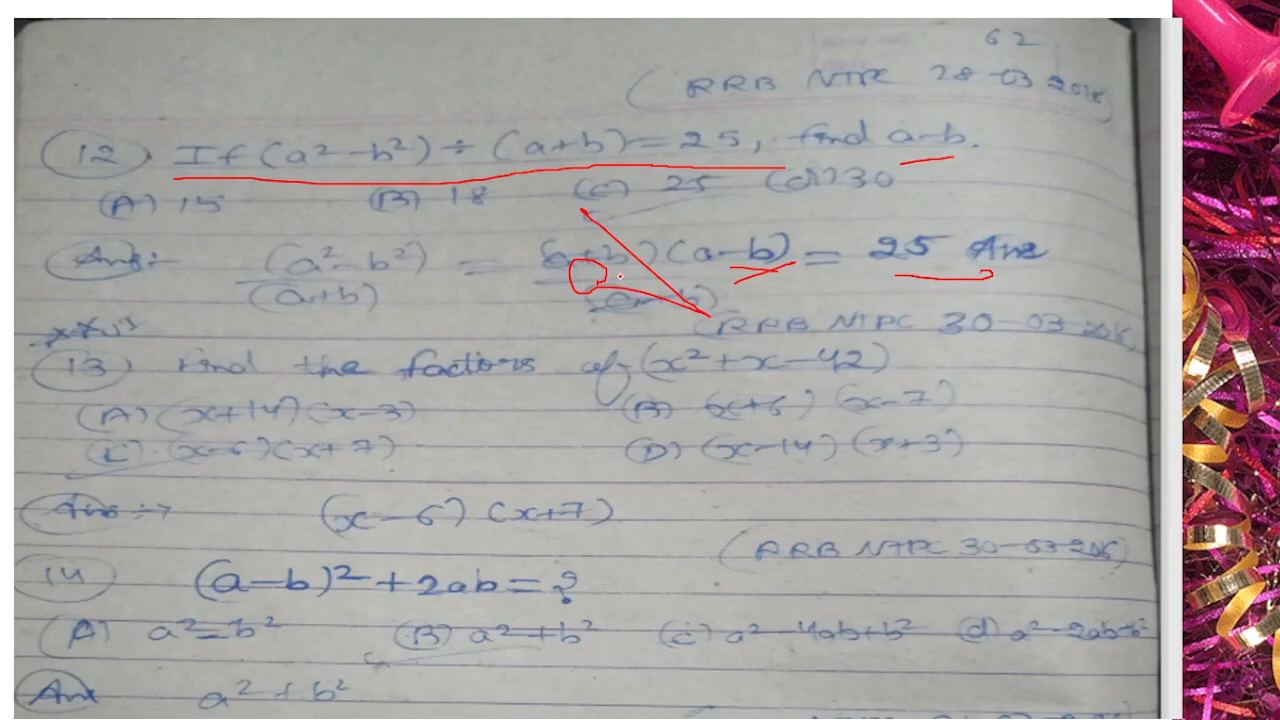 62
(RRB NTPC 28-03 2016)
(12) If (a²-b²) ÷ (a+b) = 25, find a-b.
(A) 15 (B) 18 (C) 25 (d) 30
Ans:- (a²-b²) = (a+b)(a-b) = 25 Ans
(a+b) (a+b)
(RRB NTPC 30-03-2016)
(13) Find the factors of (x²+x-42)
(A) (x+14)(x-3) (B) (x+6)(x-7)
(C) (x-6)(x+7) (D) (x-14)(x+3)
Ans:- (x-6) (x+7)
(RRB NTPC 30-03-2016)
(14) (a-b)²+2ab=?
(A) a²-b² (B) a²+b² (C) a²-4ab+b² (d) a²-2ab-b²
Ans a²+b²